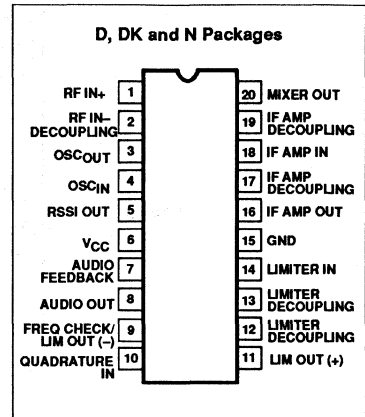 D, DK and N Packages
RF IN+ 1
RF IN–
DECOUPLING 2
OSCOUT 3
OSCIN 4
RSSI OUT 5
VCC 6
AUDIO
FEEDBACK 7
AUDIO OUT 8
FREQ CHECK/
LIM OUT (–) 9
QUADRATURE
IN 10
20 MIXER OUT
19 IF AMP
DECOUPLING
18 IF AMP IN
17 IF AMP
DECOUPLING
16 IF AMP OUT
15 GND
14 LIMITER IN
13 LIMITER
DECOUPLING
12 LIMITER
DECOUPLING
11 LIM OUT (+)